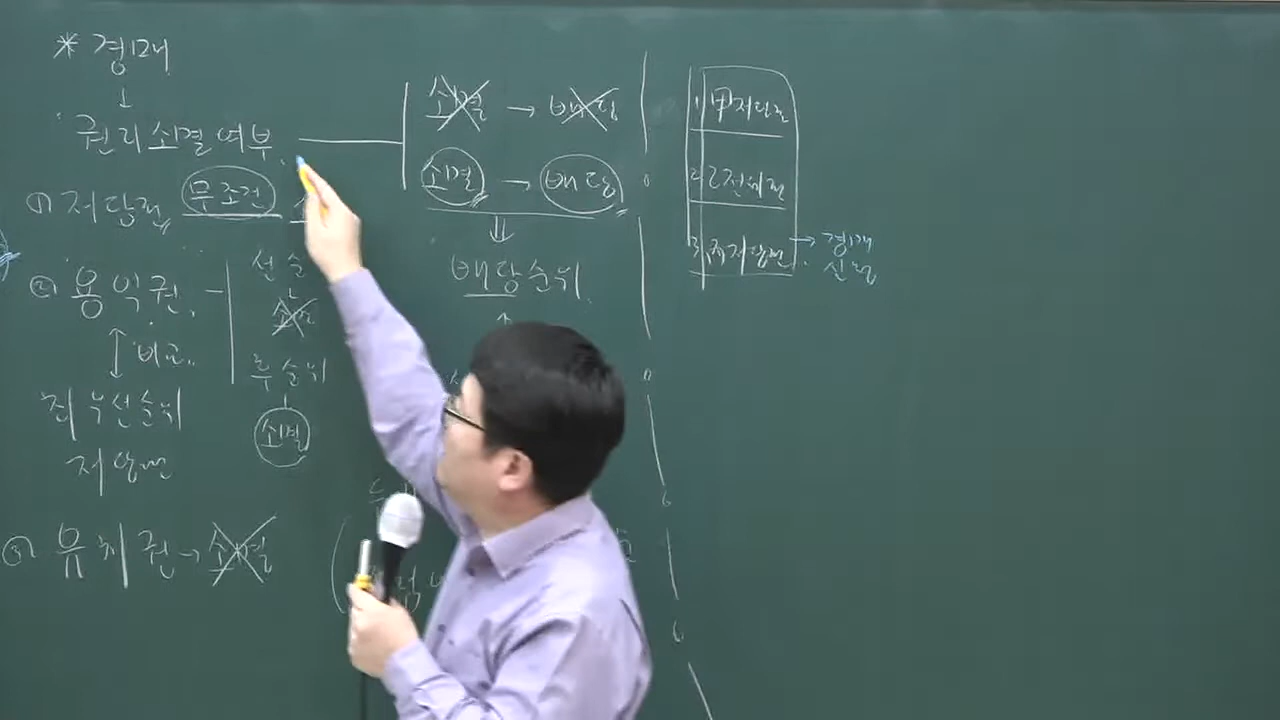 * 경매
↓
권리소멸여부
소멸 → 배당
소멸 → 배당
⇓
배당순위
① 저당권 무조건
② 용익권
↕ 비교
최우선순위
저당권
선순
↓
소멸
후순위
↓
소멸
③ 유치권 → 소멸
1 甲저당권
2 乙전세권
3 丙저당권 → 경매
신청